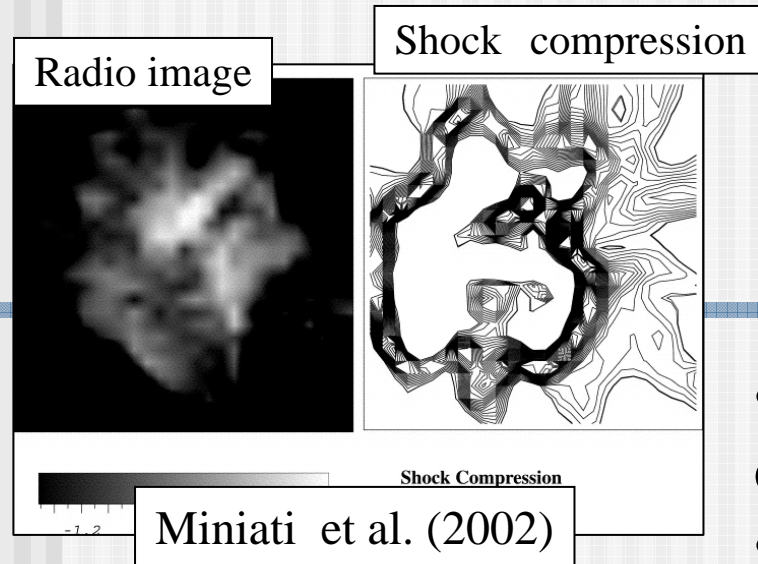 Shock compression
Radio image
Shock Compression
-1.2
Miniati et al. (2002)